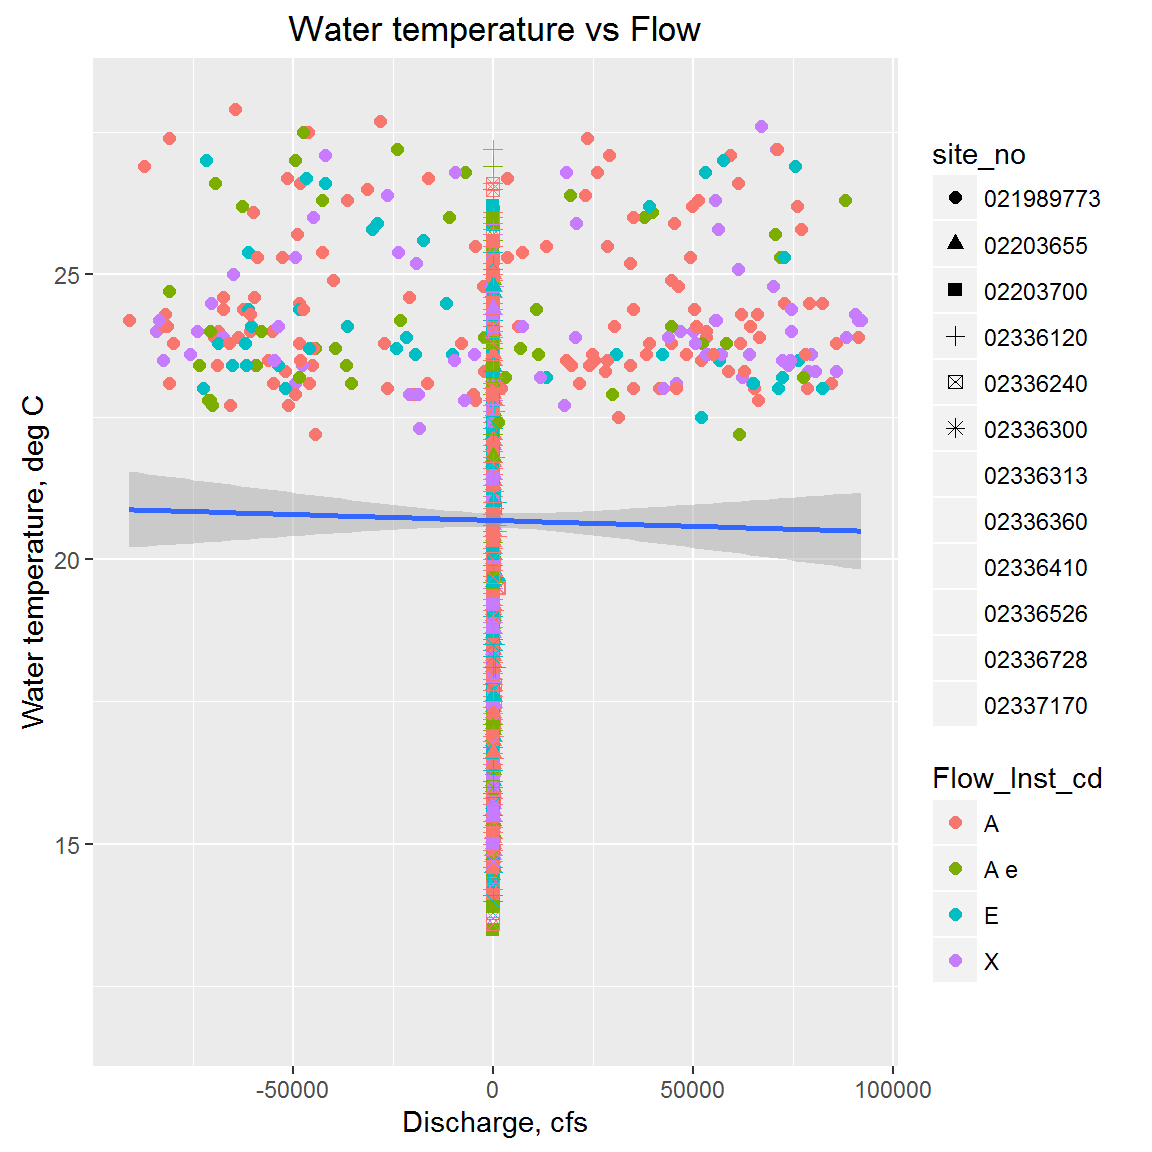 Water temperature vs Flow
Water temperature, deg C
25
20
15
-50000
0
50000
100000
Discharge, cfs
site_no
021989773
02203655
02203700
02336120
02336240
02336300
02336313
02336360
02336410
02336526
02336728
02337170
Flow_Inst_cd
A
A e
E
X